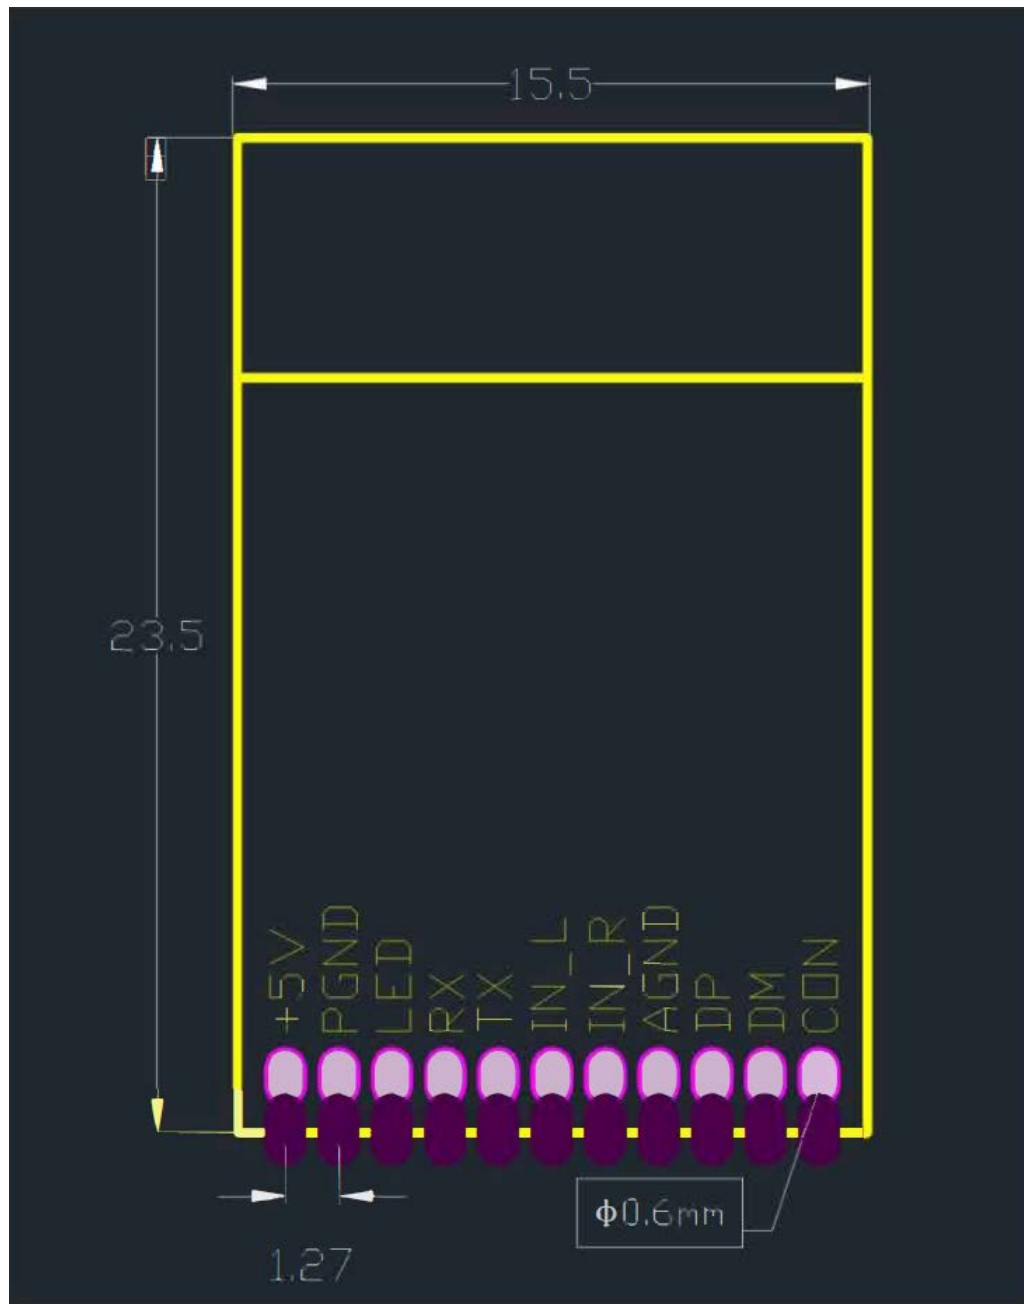 15.5
23.5
+5V
PGND
LED
RX
TX
IN_L
IN_R
AGND
DP
DM
CON
ϕ0.6mm
1.27